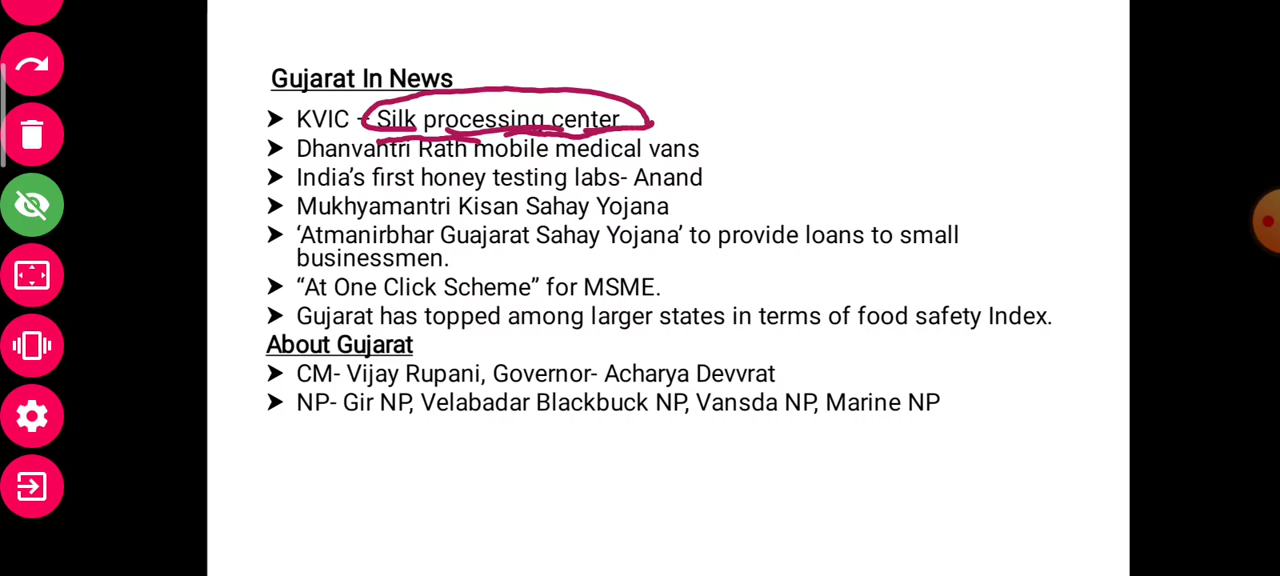 Gujarat In News
➤ KVIC - Silk processing center
➤ Dhanvantri Rath mobile medical vans
➤ India's first honey testing labs- Anand
➤ Mukhyamantri Kisan Sahay Yojana
➤ ‘Atmanirbhar Guajarat Sahay Yojana’ to provide loans to small
businessmen.
➤ “At One Click Scheme” for MSME.
➤ Gujarat has topped among larger states in terms of food safety Index.
About Gujarat
➤ CM- Vijay Rupani, Governor- Acharya Devvrat
➤ NP- Gir NP, Velabadar Blackbuck NP, Vansda NP, Marine NP